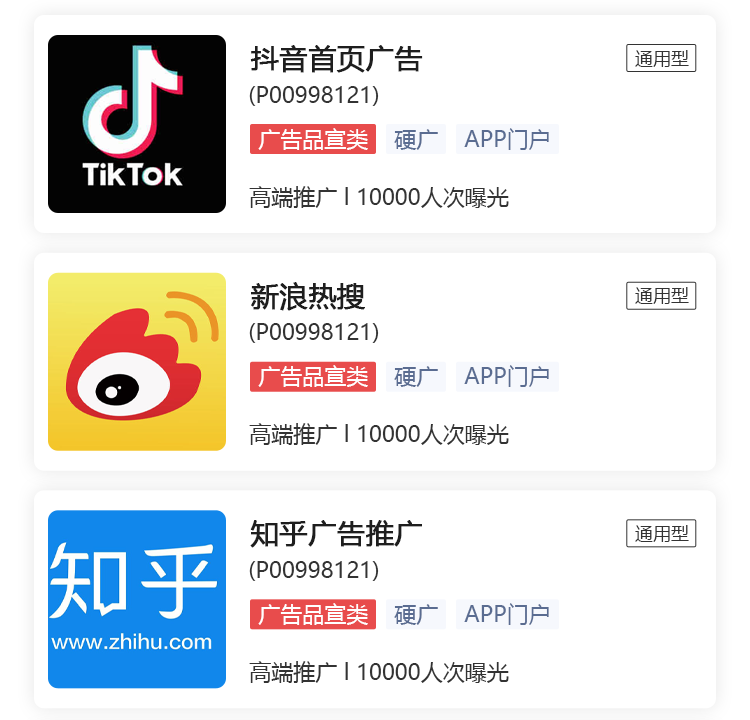 TikTok
抖音首页广告
通用型
(P00998121)
广告品宣类 硬广 APP门户
高端推广 | 10000人次曝光
新浪热搜
通用型
(P00998121)
广告品宣类 硬广 APP门户
高端推广 | 10000人次曝光
知乎
www.zhihu.com
知乎广告推广
通用型
(P00998121)
广告品宣类 硬广 APP门户
高端推广 | 10000人次曝光